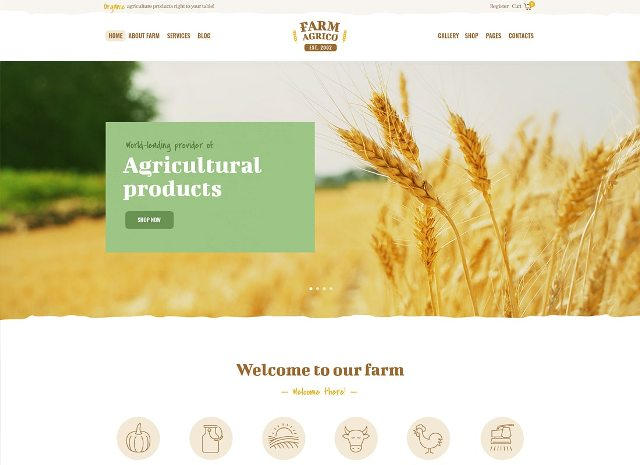 Organic agriculture products right to your table!
Register Cart
HOME ABOUT FARM SERVICES BLOG
FARM
AGRICO
EST. 2002
GALLERY SHOP PAGES CONTACTS
World-leading provider of
Agricultural
products
SHOP NOW
Welcome to our farm
— Welcome there! —